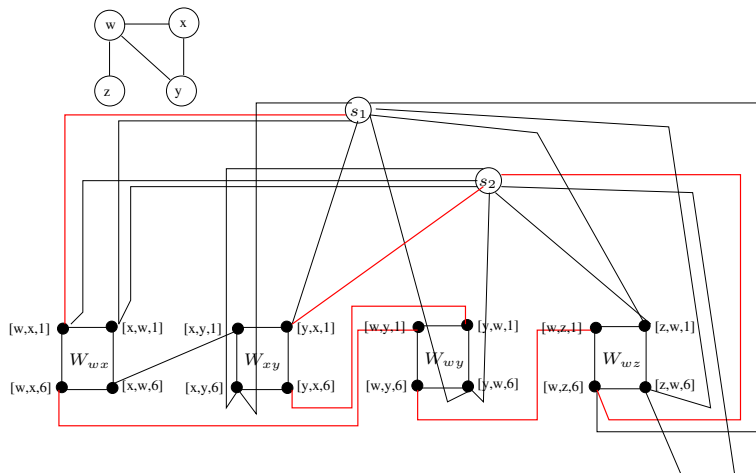 w x
z y
s1
s2
[w,x,1] [x,w,1] [x,y,1] [y,x,1] [w,y,1] [y,w,1] [w,z,1] [z,w,1]
Wwx Wxy Wwy Wwz
[w,x,6] [x,w,6] [x,y,6] [y,x,6] [w,y,6] [y,w,6] [w,z,6] [z,w,6]